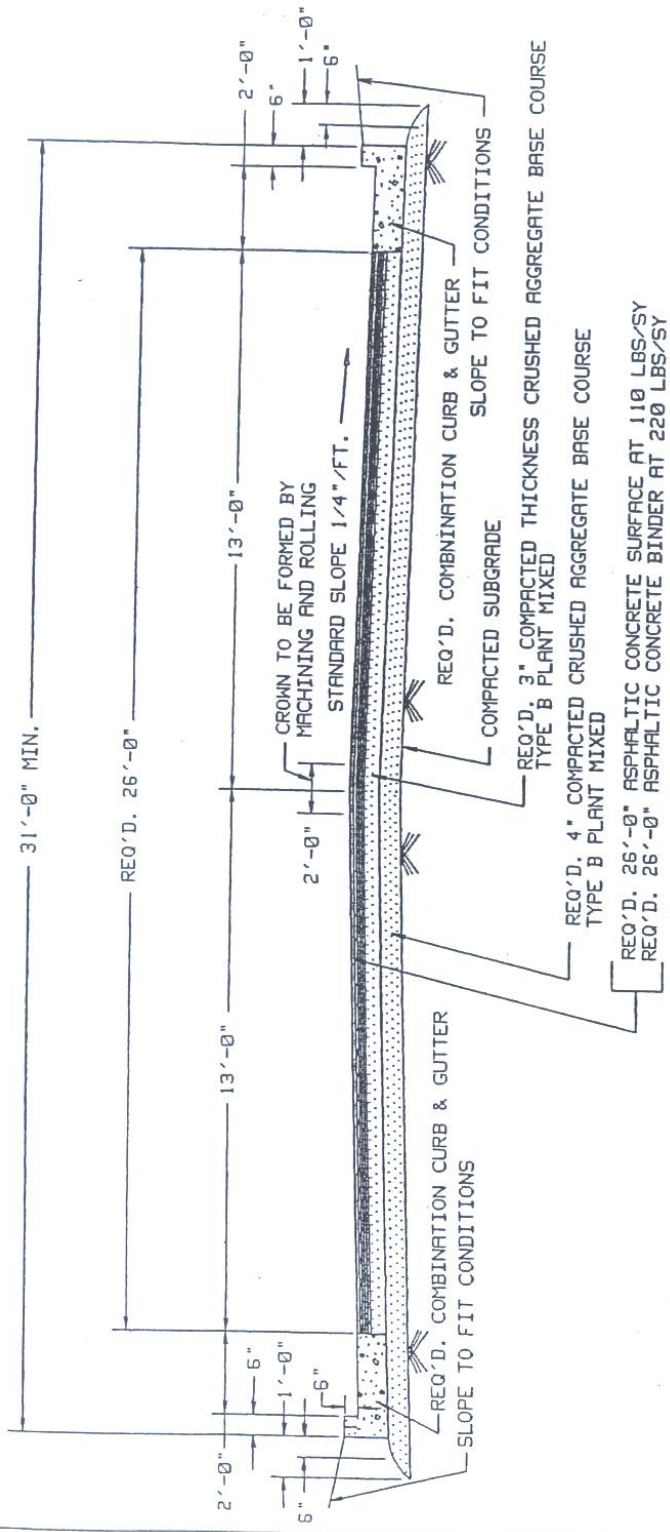 31'-0" MIN.
REQ'D. 26'-0"
2'-0"
6"
1'-0"
6"
6"
13'-0"
13'-0"
2'-0"
CROWN TO BE FORMED BY
MACHINING AND ROLLING
STANDARD SLOPE 1/4"/FT.
2'-0"
6"
1'-0"
6"
REQ'D. COMBINATION CURB & GUTTER
SLOPE TO FIT CONDITIONS
REQ'D. COMBNINATION CURB & GUTTER
SLOPE TO FIT CONDITIONS
COMPACTED SUBGRADE
REQ'D. 3" COMPACTED THICKNESS CRUSHED AGGREGATE BASE COURSE
TYPE B PLANT MIXED
REQ'D. 4" COMPACTED CRUSHED AGGREGATE BASE COURSE
TYPE B PLANT MIXED
REQ'D. 26'-0" ASPHALTIC CONCRETE SURFACE AT 110 LBS/SY
REQ'D. 26'-0" ASPHALTIC CONCRETE BINDER AT 220 LBS/SY